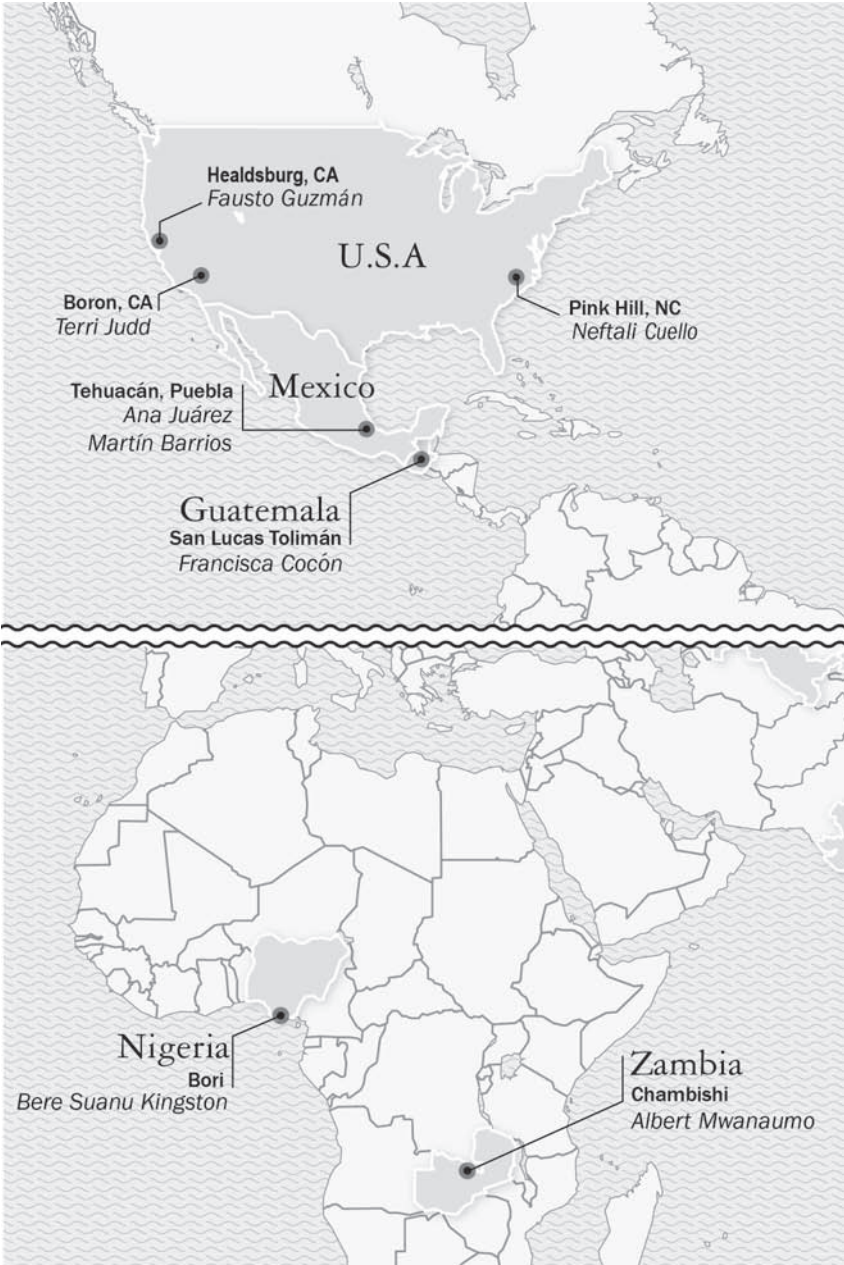 Healdsburg, CA
Fausto Guzmán
U.S.A
Boron, CA
Terri Judd
Pink Hill, NC
Neftali Cuello
Mexico
Tehuacán, Puebla
Ana Juárez
Martín Barrios
Guatemala
San Lucas Tolimán
Francisca Cocón
Nigeria
Bori
Bere Suanu Kingston
Zambia
Chambishi
Albert Mwanaumo